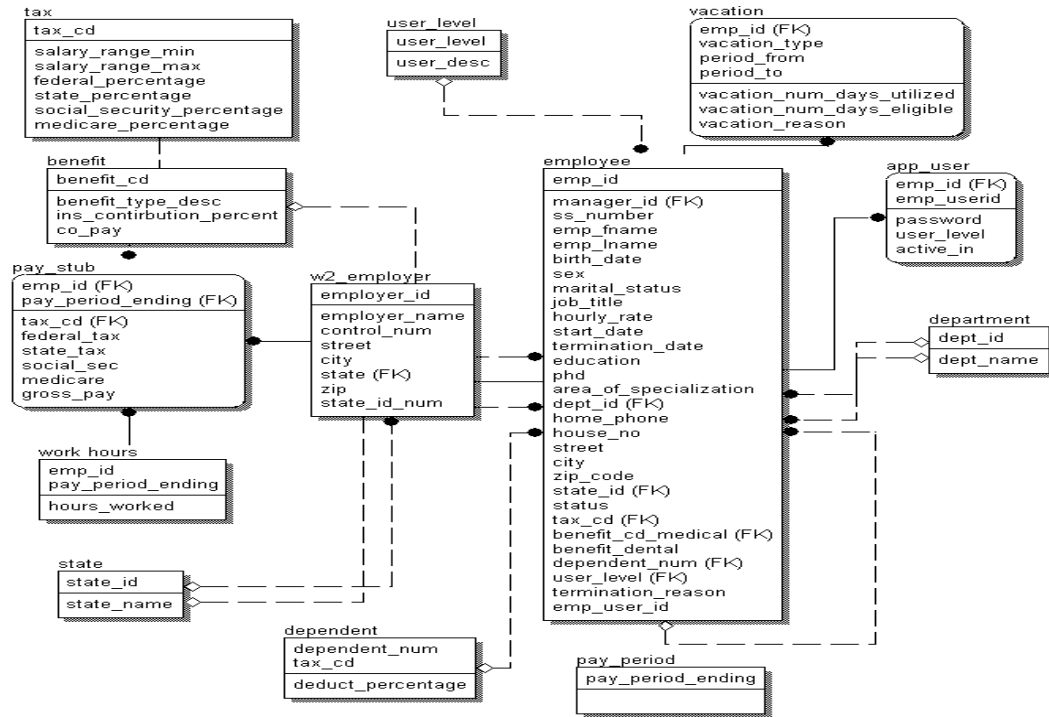 tax
tax_cd
salary_range_min
salary_range_max
federal_percentage
state_percentage
social_security_percentage
medicare_percentage
user_level
user_level
user_desc
vacation
emp_id (FK)
vacation_type
period_from
period_to
vacation_num_days_utilized
vacation_num_days_eligible
vacation_reason
benefit
benefit_cd
benefit_type_desc
ins_contirbution_percent
co_pay
employee
emp_id
manager_id (FK)
ss_number
emp_fname
emp_lname
birth_date
sex
marital_status
job_title
hourly_rate
start_date
termination_date
education
phd
area_of_specialization
dept_id (FK)
home_phone
house_no
street
city
zip_code
state_id (FK)
status
tax_cd (FK)
benefit_cd_medical (FK)
benefit_dental
dependent_num (FK)
user_level (FK)
termination_reason
emp_user_id
app_user
emp_id (FK)
emp_userid
password
user_level
active_in
pay_stub
emp_id (FK)
pay_period_ending (FK)
tax_cd (FK)
federal_tax
state_tax
social_sec
medicare
gross_pay
w2_employer
employer_id
employer_name
control_num
street
city
state (FK)
zip
state_id_num
department
dept_id
dept_name
work_hours
emp_id
pay_period_ending
hours_worked
state
state_id
state_name
dependent
dependent_num
tax_cd
deduct_percentage
pay_period
pay_period_ending